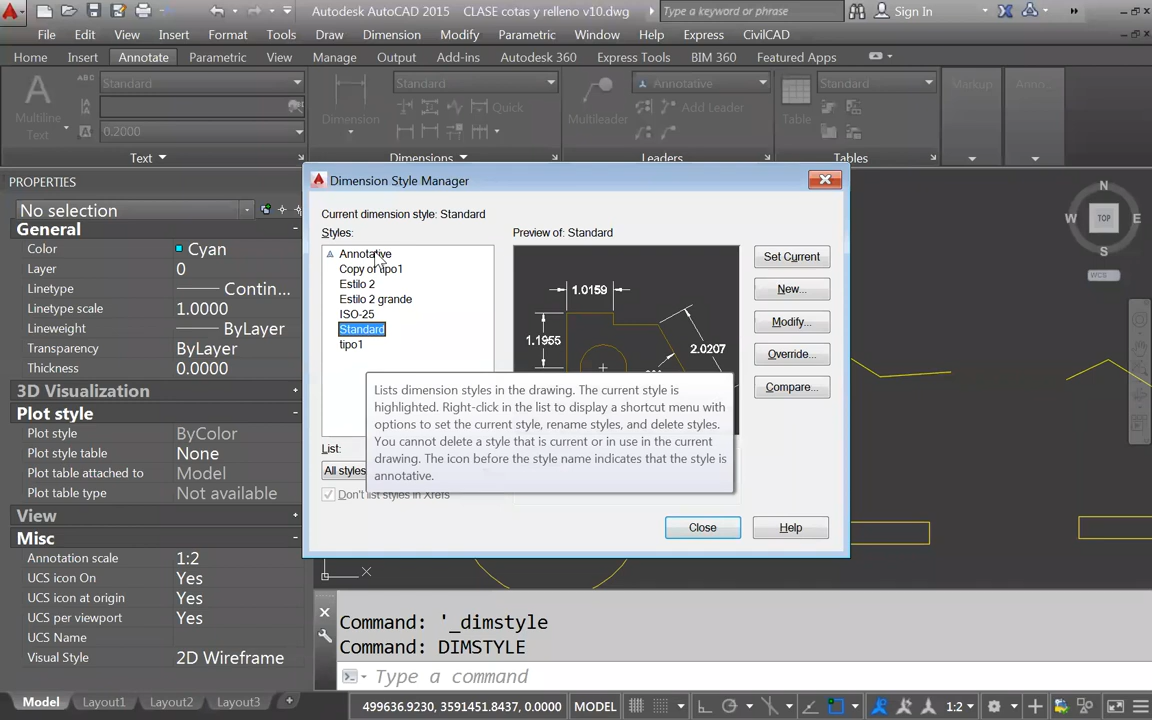 Autodesk AutoCAD 2015 CLASE cotas y relleno v10.dwg Type a keyword or phrase Sign In
File Edit View Insert Format Tools Draw Dimension Modify Parametric Window Help Express CivilCAD
Home Insert Annotate Parametric View Manage Output Add-ins Autodesk 360 Express Tools BIM 360 Featured Apps
ABC Standard Standard Annotative Standard
Multiline Text Dimension Quick Multileader Add Leader Table Markup
0.2000
Text Dimensions Leaders Tables
PROPERTIES
No selection
General
Color Cyan
Layer 0
Linetype Contin...
Linetype scale 1.0000
Lineweight ByLayer
Transparency ByLayer
Thickness 0.0000
3D Visualization
Plot style
Plot style ByColor
Plot style table None
Plot table attached to Model
Plot table type Not available
View
Misc
Annotation scale 1:2
UCS icon On Yes
UCS icon at origin Yes
UCS per viewport Yes
UCS Name
Visual Style 2D Wireframe
Dimension Style Manager
Current dimension style: Standard
Styles: Preview of: Standard
Annotative
Copy of tipo1
Estilo 2
Estilo 2 grande
ISO-25
Standard
tipo1
1.0159
1.1955
2.0207
Set Current
New...
Modify...
Override...
Compare...
Lists dimension styles in the drawing. The current style is
highlighted. Right-click in the list to display a shortcut menu with
options to set the current style, rename styles, and delete styles.
You cannot delete a style that is current or in use in the current
drawing. The icon before the style name indicates that the style is
annotative.
List:
All styles
Don't list styles in Xrefs
Close Help
N
W TOP E
S
WCS
Command: '_dimstyle
Command: DIMSTYLE
Type a command
Model Layout1 Layout2 Layout3 + 499636.9230, 3591451.8437, 0.0000 MODEL 1:2